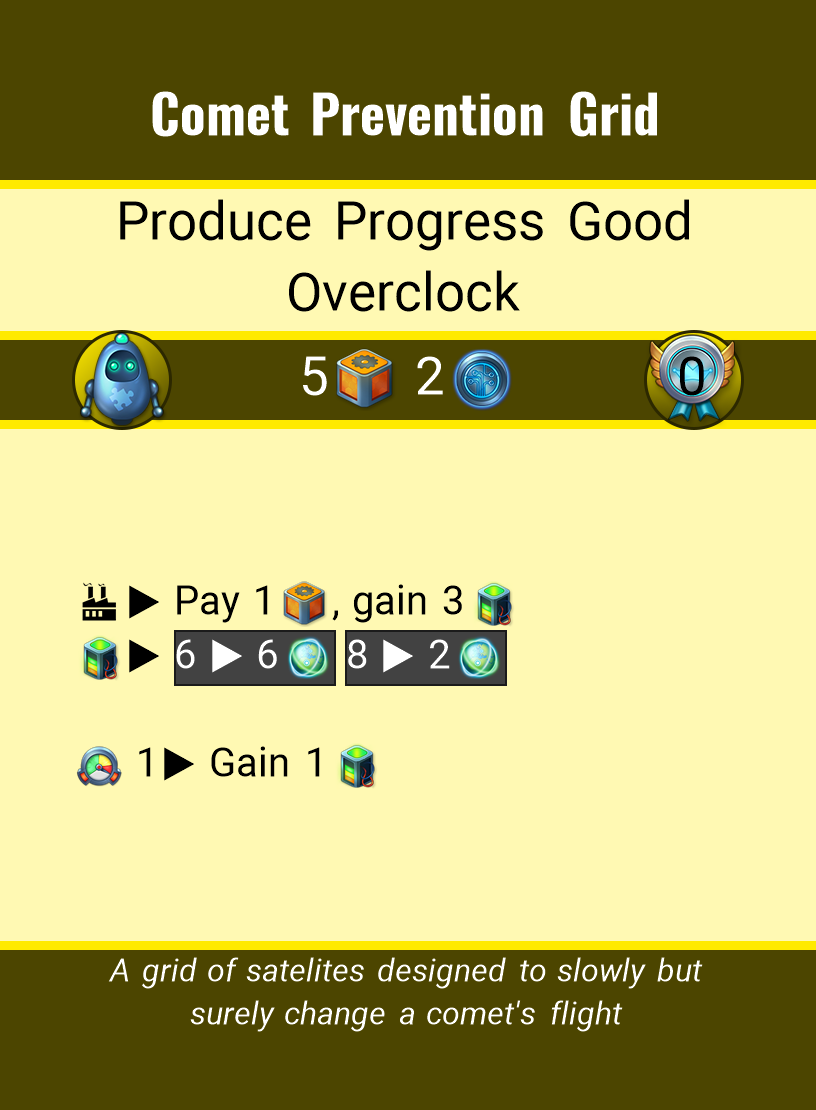 Comet Prevention Grid
Produce Progress Good
Overclock
5 2 0
Pay 1 , gain 3
6 ▶ 6 8 ▶ 2
1▶ Gain 1
A grid of satelites designed to slowly but
surely change a comet's flight